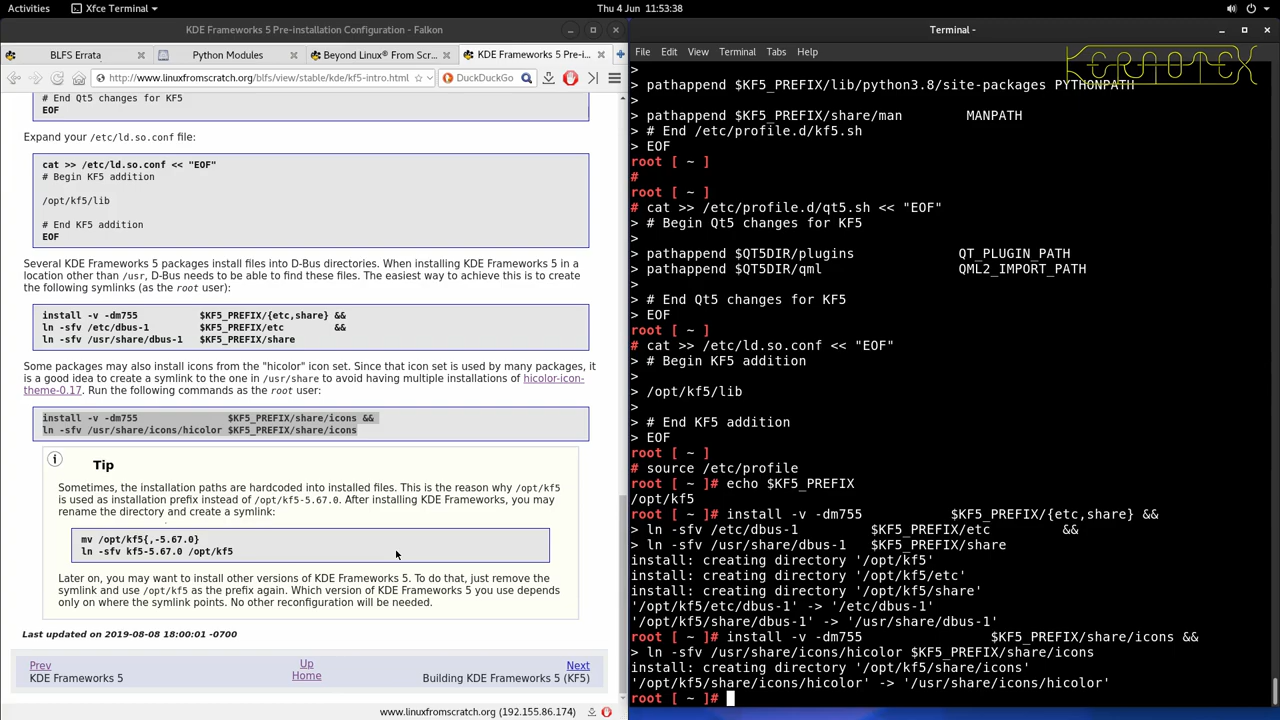 Activities
Xfce Terminal
Thu 4 Jun 11:53:38
KDE Frameworks 5 Pre-installation Configuration - Falkon
BLFS Errata
Python Modules
Beyond Linux® From Scr...
KDE Frameworks 5 Pre-i...
http://www.linuxfromscratch.org/blfs/view/stable/kde/kf5-intro.html
DuckDuckGo
# End Qt5 changes for KF5
EOF
Expand your /etc/ld.so.conf file:
cat >> /etc/ld.so.conf << "EOF"
# Begin KF5 addition
/opt/kf5/lib
# End KF5 addition
EOF
Several KDE Frameworks 5 packages install files into D-Bus directories. When installing KDE Frameworks 5 in a
location other than /usr, D-Bus needs to be able to find these files. The easiest way to achieve this is to create
the following symlinks (as the root user):
install -v -dm755 $KF5_PREFIX/{etc,share} &&
ln -sfv /etc/dbus-1 $KF5_PREFIX/etc &&
ln -sfv /usr/share/dbus-1 $KF5_PREFIX/share
Some packages may also install icons from the "hicolor" icon set. Since that icon set is used by many packages, it
is a good idea to create a symlink to the one in /usr/share to avoid having multiple installations of hicolor-icon-
theme-0.17. Run the following commands as the root user:
install -v -dm755 $KF5_PREFIX/share/icons &&
ln -sfv /usr/share/icons/hicolor $KF5_PREFIX/share/icons
Tip
Sometimes, the installation paths are hardcoded into installed files. This is the reason why /opt/kf5
is used as installation prefix instead of /opt/kf5-5.67.0. After installing KDE Frameworks, you may
rename the directory and create a symlink:
mv /opt/kf5{,-5.67.0}
ln -sfv kf5-5.67.0 /opt/kf5
Later on, you may want to install other versions of KDE Frameworks 5. To do that, just remove the
symlink and use /opt/kf5 as the prefix again. Which version of KDE Frameworks 5 you use depends
only on where the symlink points. No other reconfiguration will be needed.
Last updated on 2019-08-08 18:00:01 -0700
Prev
KDE Frameworks 5
Up
Home
Next
Building KDE Frameworks 5 (KF5)
www.linuxfromscratch.org (192.155.86.174)
Terminal -
File Edit View Terminal Tabs Help
KERNOTEX
>
> pathappend $KF5_PREFIX/lib/python3.8/site-packages PYTHONPATH
>
> pathappend $KF5_PREFIX/share/man MANPATH
> # End /etc/profile.d/kf5.sh
> EOF
root [ ~ ]
#
root [ ~ ]
# cat >> /etc/profile.d/qt5.sh << "EOF"
> # Begin Qt5 changes for KF5
>
> pathappend $QT5DIR/plugins QT_PLUGIN_PATH
> pathappend $QT5DIR/qml QML2_IMPORT_PATH
>
> # End Qt5 changes for KF5
> EOF
root [ ~ ]
# cat >> /etc/ld.so.conf << "EOF"
> # Begin KF5 addition
>
> /opt/kf5/lib
>
> # End KF5 addition
> EOF
root [ ~ ]
# source /etc/profile
root [ ~ ]# echo $KF5_PREFIX
/opt/kf5
root [ ~ ]# install -v -dm755 $KF5_PREFIX/{etc,share} &&
> ln -sfv /etc/dbus-1 $KF5_PREFIX/etc &&
> ln -sfv /usr/share/dbus-1 $KF5_PREFIX/share
install: creating directory '/opt/kf5'
install: creating directory '/opt/kf5/etc'
install: creating directory '/opt/kf5/share'
'/opt/kf5/etc/dbus-1' -> '/etc/dbus-1'
'/opt/kf5/share/dbus-1' -> '/usr/share/dbus-1'
root [ ~ ]# install -v -dm755 $KF5_PREFIX/share/icons &&
> ln -sfv /usr/share/icons/hicolor $KF5_PREFIX/share/icons
install: creating directory '/opt/kf5/share/icons'
'/opt/kf5/share/icons/hicolor' -> '/usr/share/icons/hicolor'
root [ ~ ]#